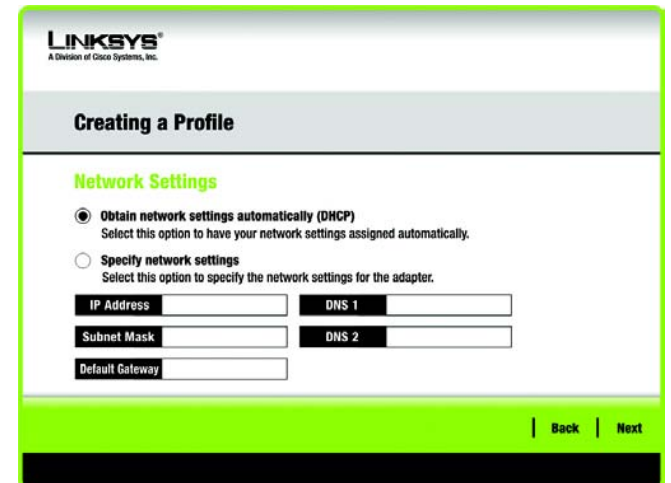 LINKSYS®
A Division of Cisco Systems, Inc.
Creating a Profile
Network Settings
Obtain network settings automatically (DHCP)
Select this option to have your network settings assigned automatically.
Specify network settings
Select this option to specify the network settings for the adapter.
IP Address DNS 1
Subnet Mask DNS 2
Default Gateway
Back Next